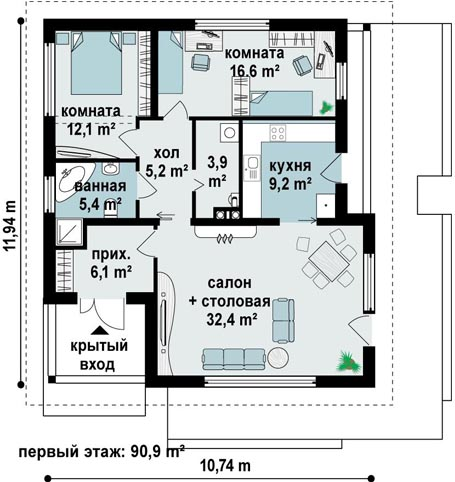 комната
16.6 m²
комната
12,1 m²
хол
5,2 m²
3,9
m²
кухня
9,2 m²
ванная
5,4 m²
прих.
6,1 m²
салон
+ столовая
32,4 m²
крытый
вход
11,94 m
первый этаж: 90,9 m²
10,74 m